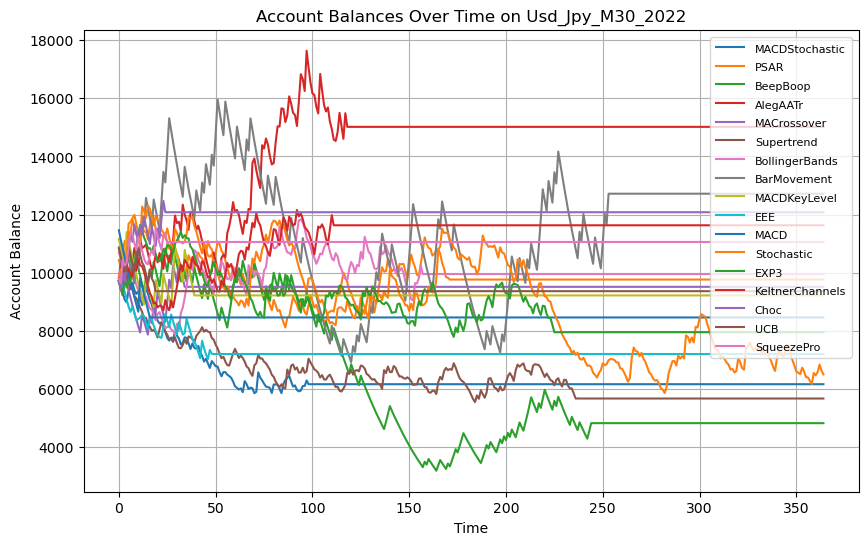 Account Balances Over Time on Usd_Jpy_M30_2022
Account Balance
18000
16000
14000
12000
10000
8000
6000
4000
0
50
100
150
200
250
300
350
Time
MACDStochastic
PSAR
BeepBoop
AlegAATr
MACrossover
Supertrend
BollingerBands
BarMovement
MACDKeyLevel
EEE
MACD
Stochastic
EXP3
KeltnerChannels
Choc
UCB
SqueezePro